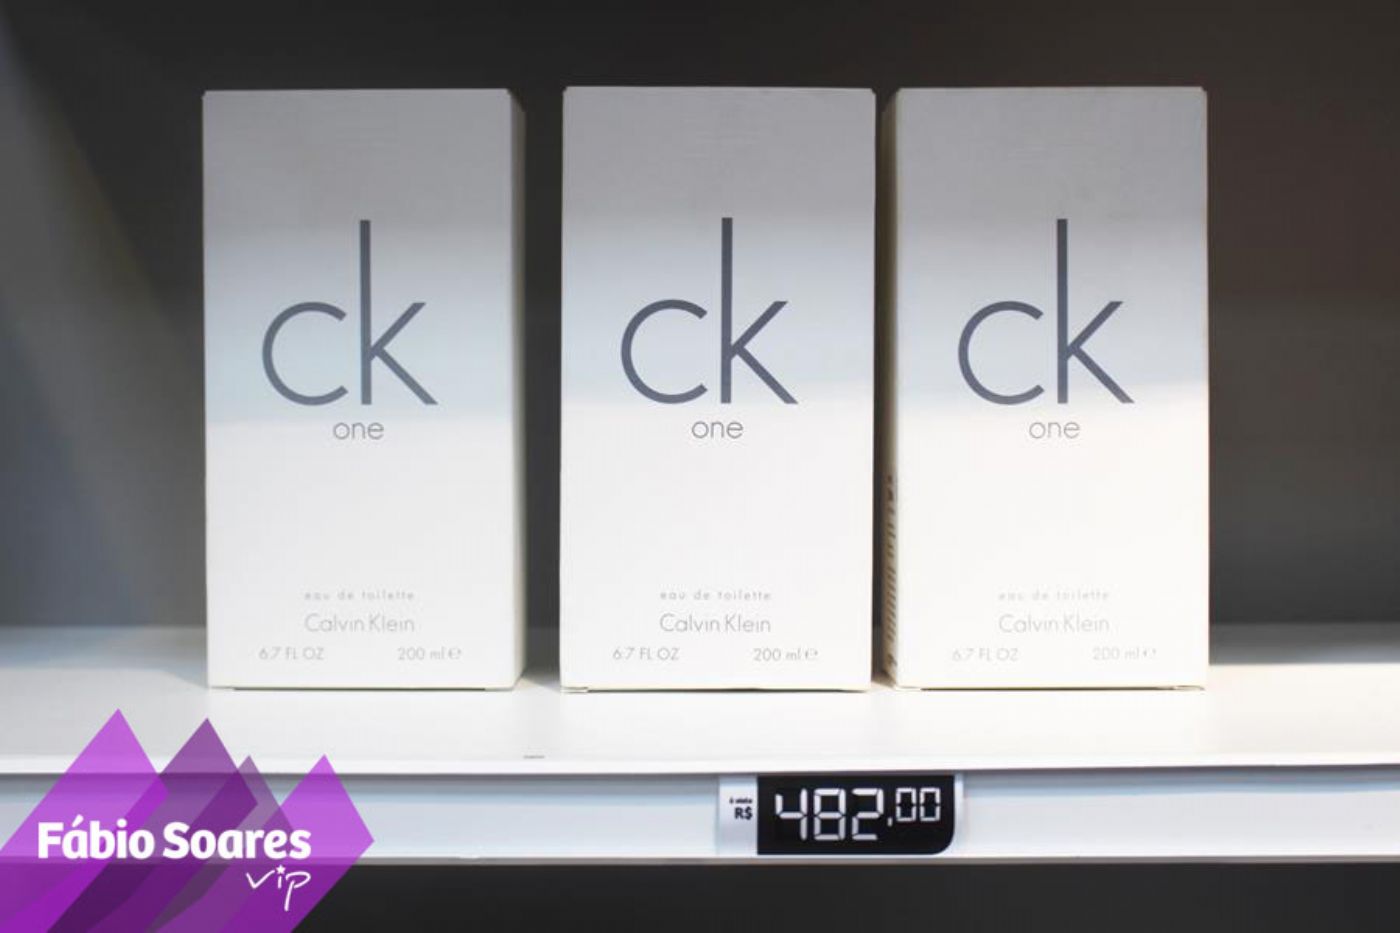 ck
one
eau de toilette
Calvin Klein
6.7 FL OZ 200 ml ℮
ck
one
eau de toilette
Calvin Klein
6.7 FL OZ 200 ml ℮
ck
one
eau de toilette
Calvin Klein
6.7 FL OZ 200 ml ℮
à vista
R$ 482,00
Fábio Soares
vip